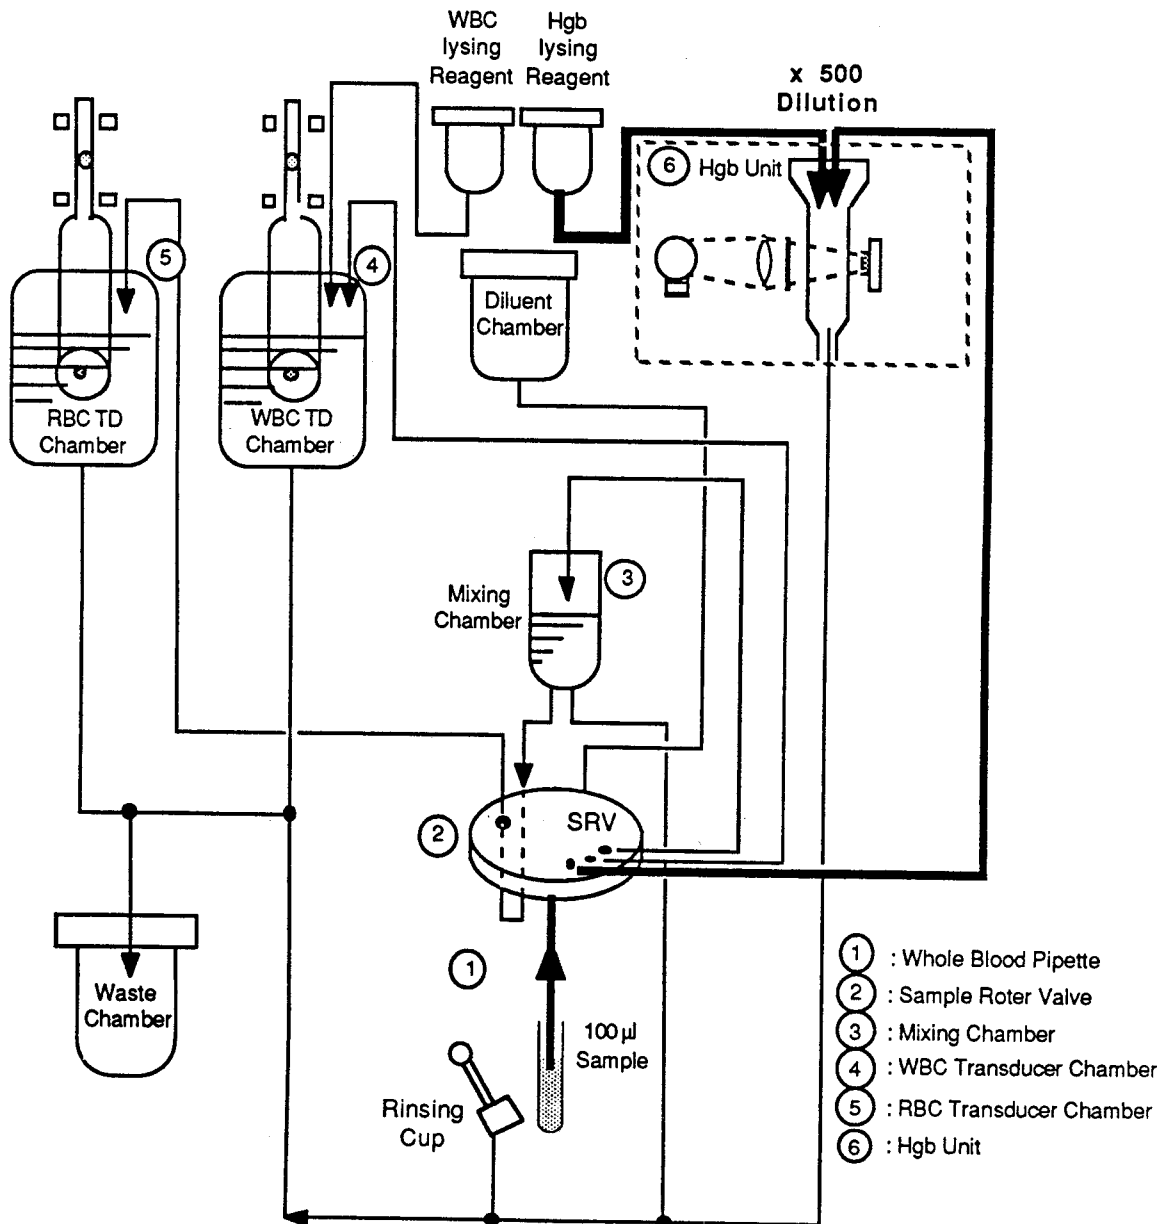 WBC
lysing
Reagent
Hgb
lysing
Reagent
x 500
Dilution
6
Hgb Unit
5
4
Diluent
Chamber
RBC TD
Chamber
WBC TD
Chamber
3
Mixing
Chamber
2
SRV
1
Waste
Chamber
100 µl
Sample
Rinsing
Cup
1 : Whole Blood Pipette
2 : Sample Roter Valve
3 : Mixing Chamber
4 : WBC Transducer Chamber
5 : RBC Transducer Chamber
6 : Hgb Unit